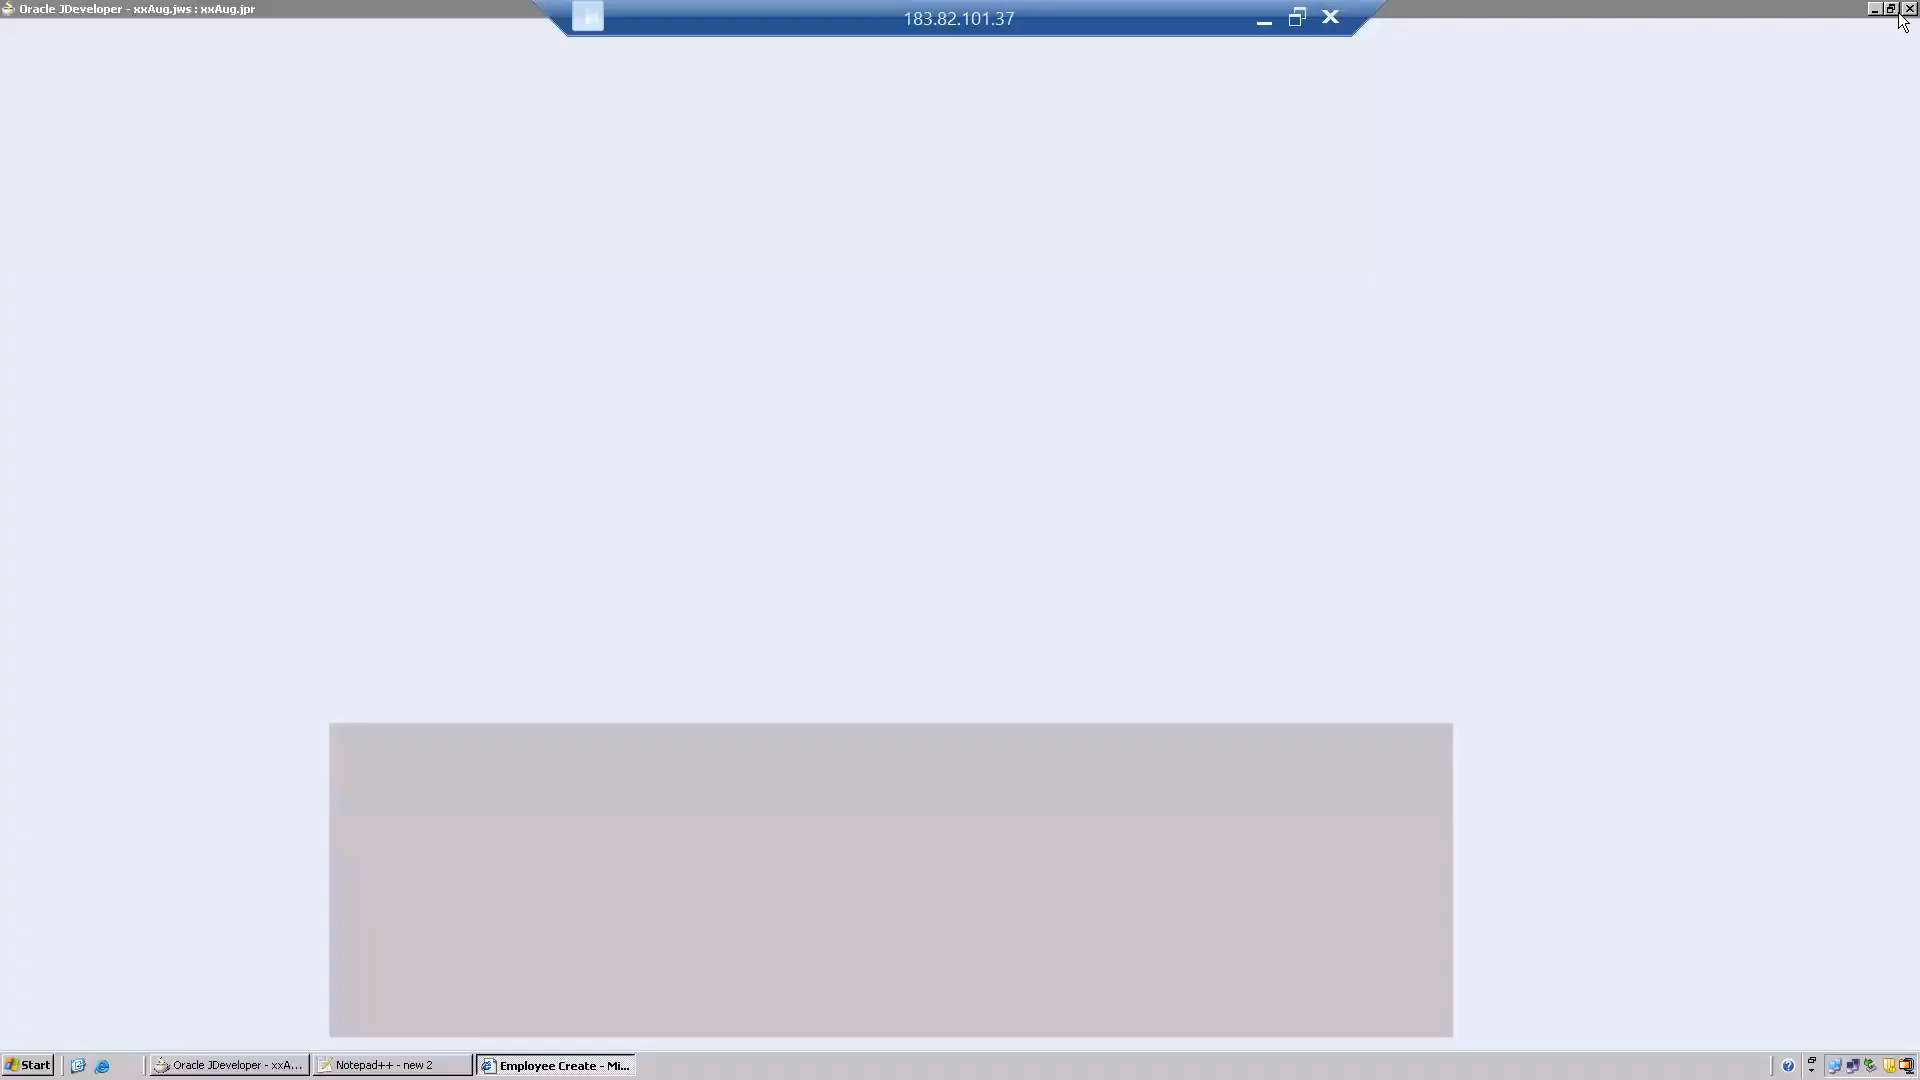 Oracle JDeveloper - xxAug.jws : xxAug.jpr
183.82.101.37
Start
Oracle JDeveloper - xxA...
Notepad++ - new 2
Employee Create - Mi...